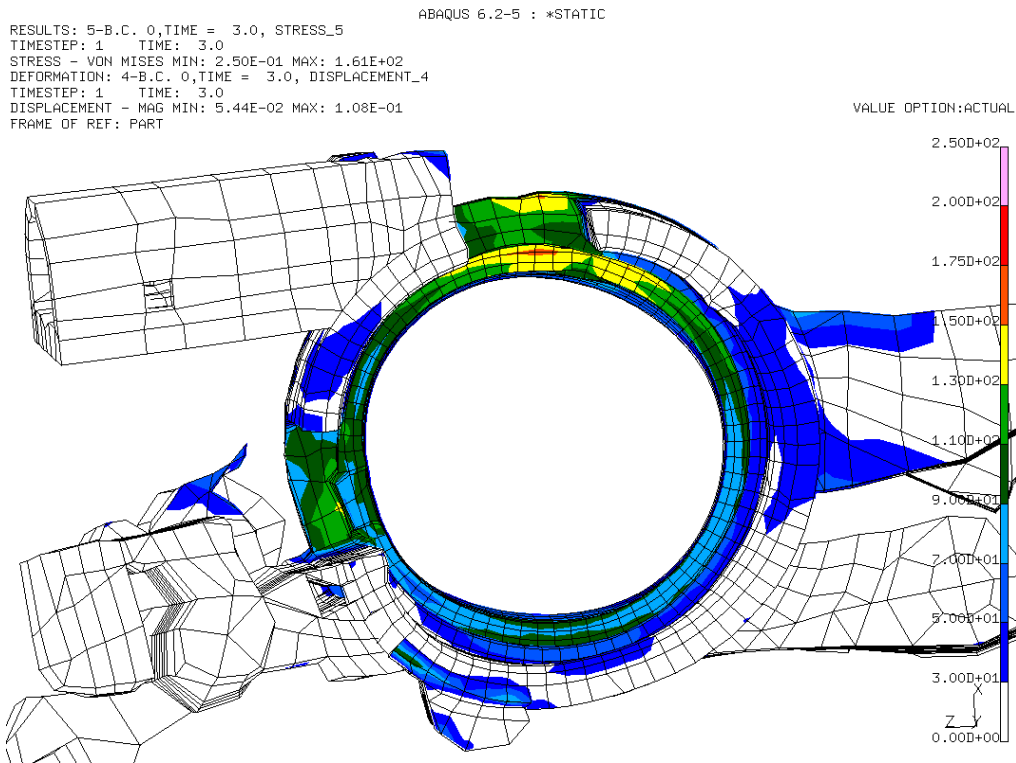 ABAQUS 6.2-5 : *STATIC
RESULTS: 5-B.C. 0,TIME = 3.0, STRESS_5
TIMESTEP: 1 TIME: 3.0
STRESS - VON MISES MIN: 2.50E-01 MAX: 1.61E+02
DEFORMATION: 4-B.C. 0,TIME = 3.0, DISPLACEMENT_4
TIMESTEP: 1 TIME: 3.0
DISPLACEMENT - MAG MIN: 5.44E-02 MAX: 1.08E-01
FRAME OF REF: PART
VALUE OPTION:ACTUAL
2.50D+02
2.00D+02
1.75D+02
1.50D+02
1.30D+02
1.10D+02
9.00D+01
7.00D+01
5.00D+01
3.00D+01
X
Z Y
0.00D+00